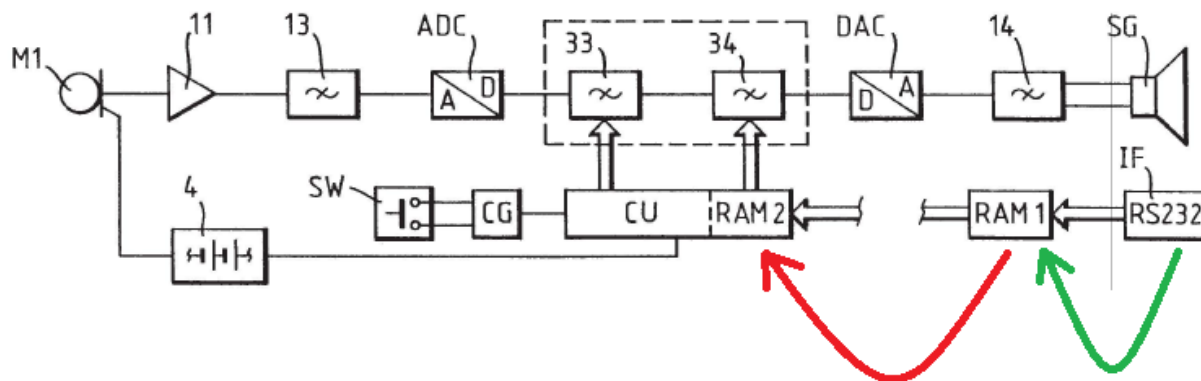 M1
11
13
ADC
A D
33
34
DAC
D A
14
SG
4
SW
CG
CU
RAM 2
RAM 1
IF
RS232